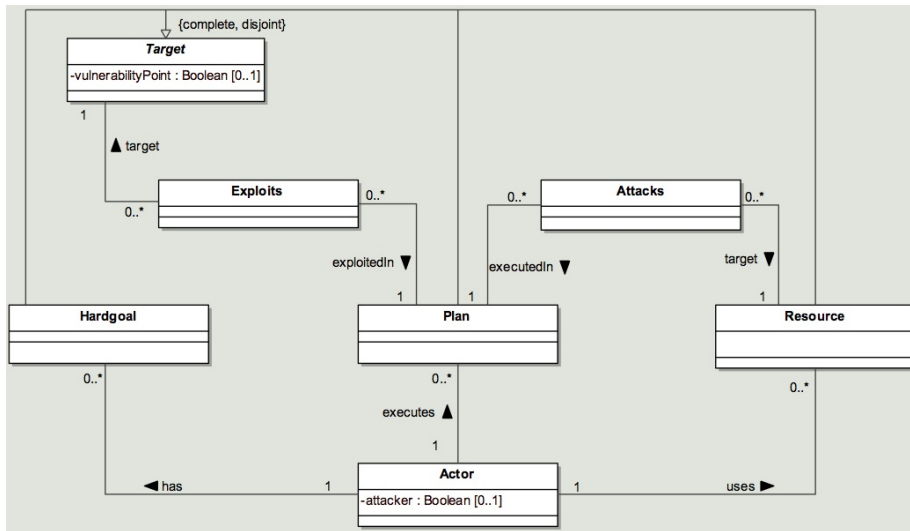 {complete, disjoint}
Target
-vulnerabilityPoint : Boolean [0..1]
1
▲ target
Exploits
Attacks
0..*
0..*
0..*
0..*
exploitedIn ▼
executedIn ▼
target ▼
1
1
1
Hardgoal
Plan
Resource
0..*
0..*
0..*
executes ▲
1
Actor
-attacker : Boolean [0..1]
◀ has
1
1
uses ▶